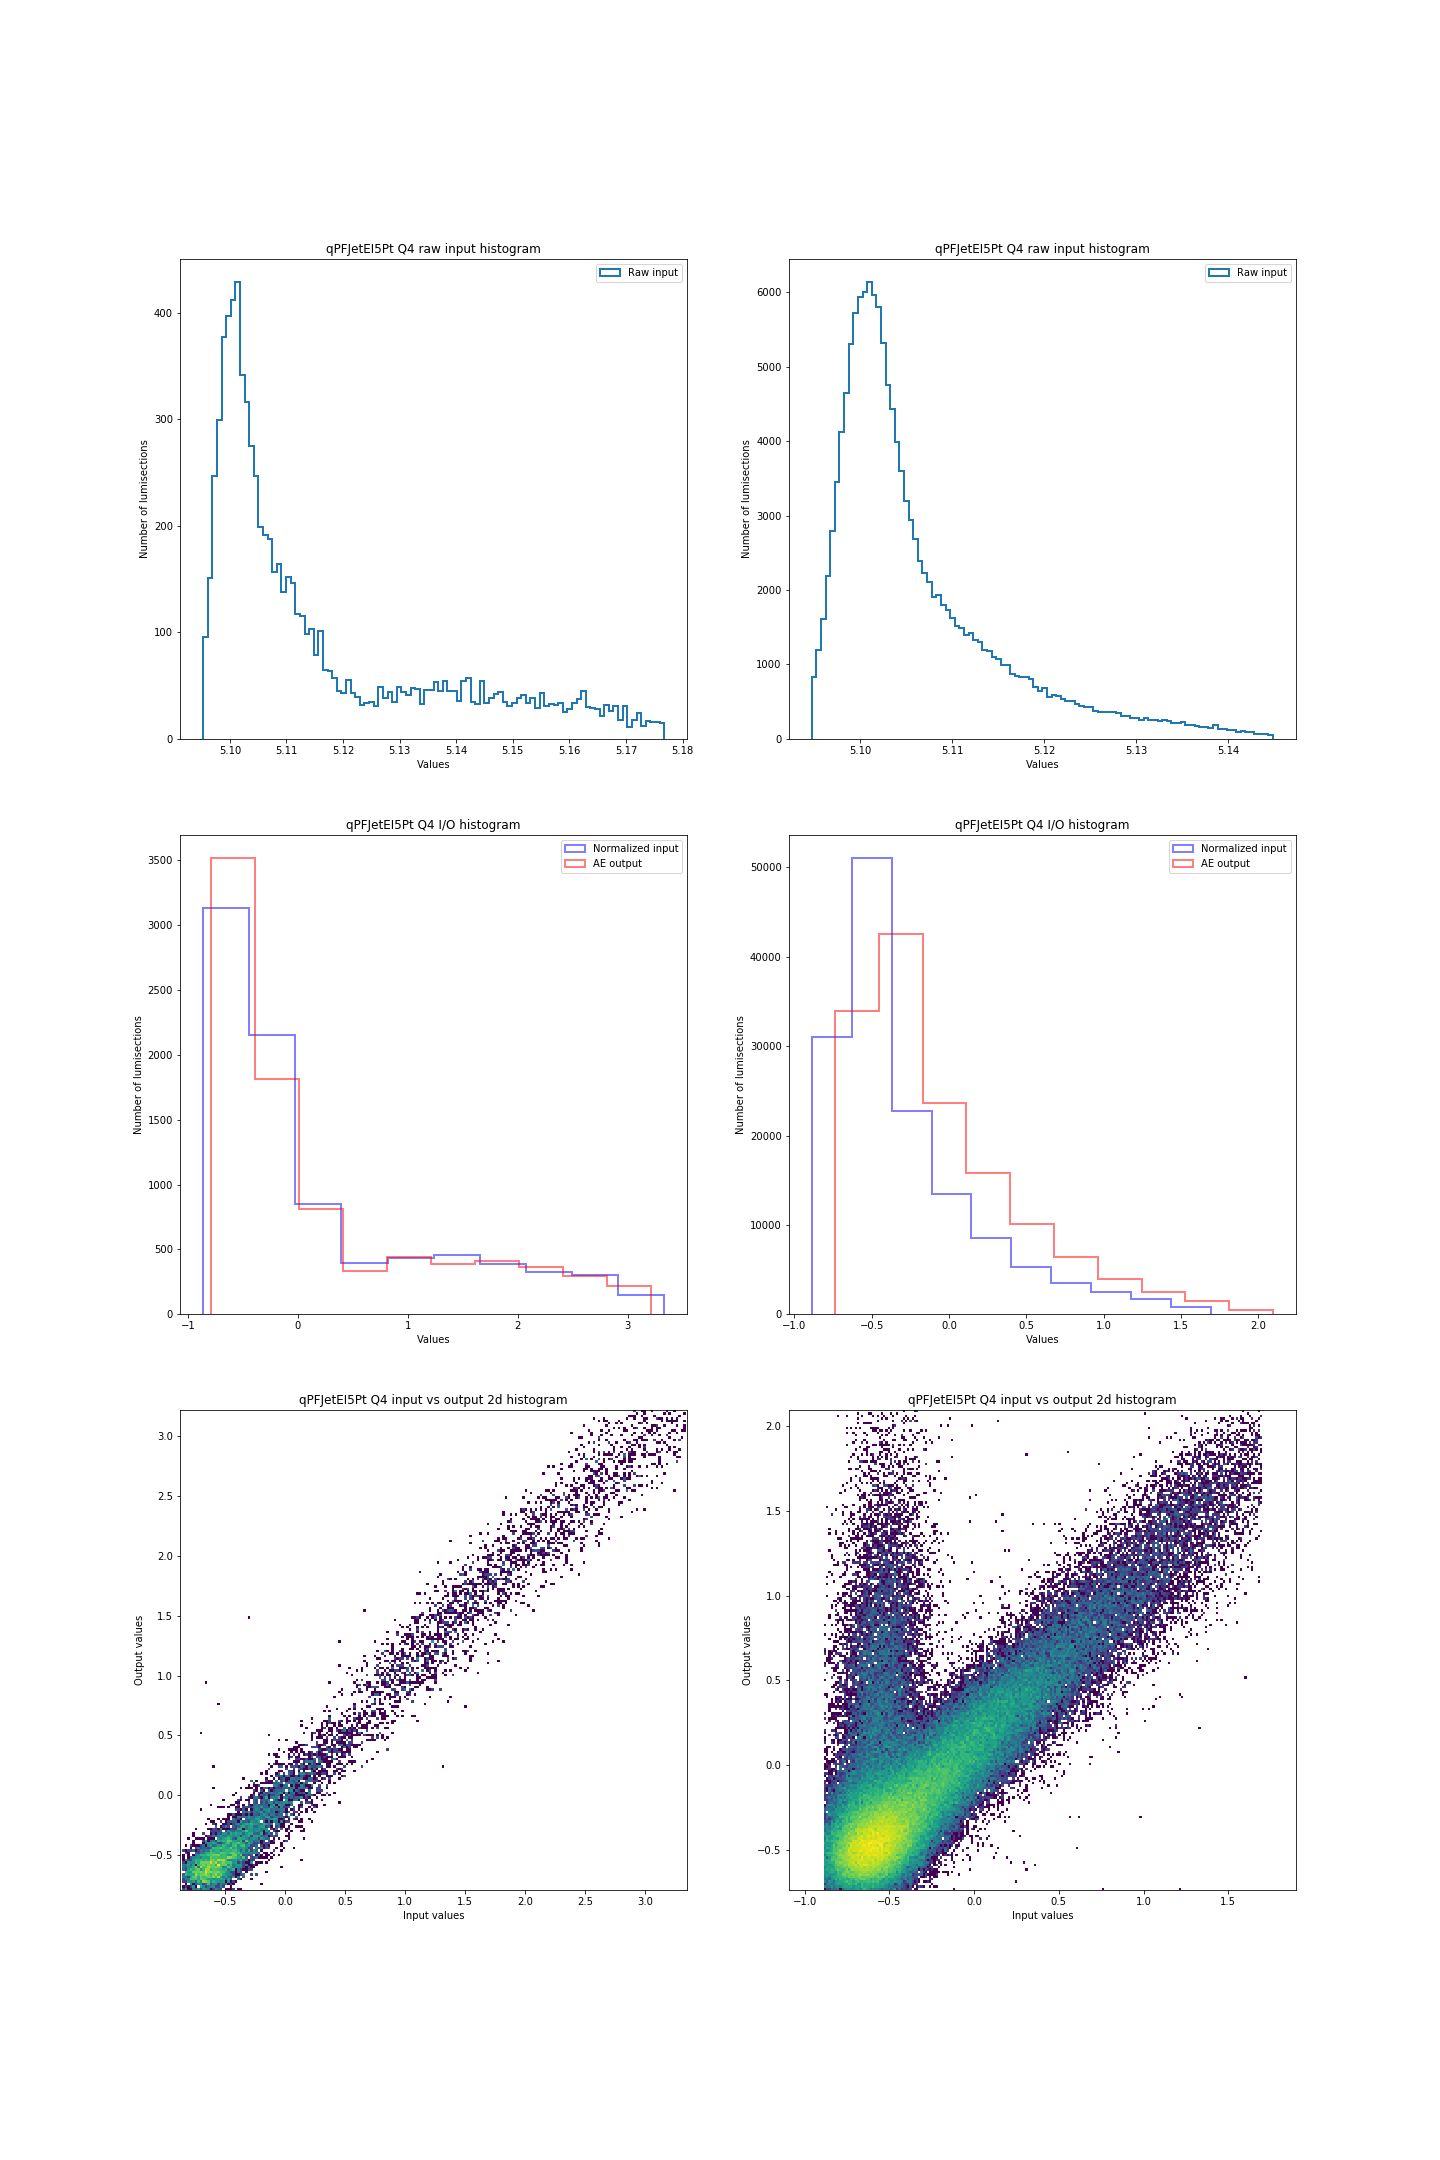 qPFJetEI5Pt Q4 raw input histogram
Raw input
Number of lumisections
400
300
200
100
0
5.10 5.11 5.12 5.13 5.14 5.15 5.16 5.17 5.18
Values
qPFJetEI5Pt Q4 raw input histogram
Raw input
Number of lumisections
6000
5000
4000
3000
2000
1000
0
5.10 5.11 5.12 5.13 5.14
Values
qPFJetEI5Pt Q4 I/O histogram
Normalized input
AE output
Number of lumisections
3500
3000
2500
2000
1500
1000
500
0
−1 0 1 2 3
Values
qPFJetEI5Pt Q4 I/O histogram
Normalized input
AE output
Number of lumisections
50000
40000
30000
20000
10000
0
−1.0 −0.5 0.0 0.5 1.0 1.5 2.0
Values
qPFJetEI5Pt Q4 input vs output 2d histogram
Output values
3.0
2.5
2.0
1.5
1.0
0.5
0.0
−0.5
−0.5 0.0 0.5 1.0 1.5 2.0 2.5 3.0
Input values
qPFJetEI5Pt Q4 input vs output 2d histogram
Output values
2.0
1.5
1.0
0.5
0.0
−0.5
−1.0 −0.5 0.0 0.5 1.0 1.5
Input values